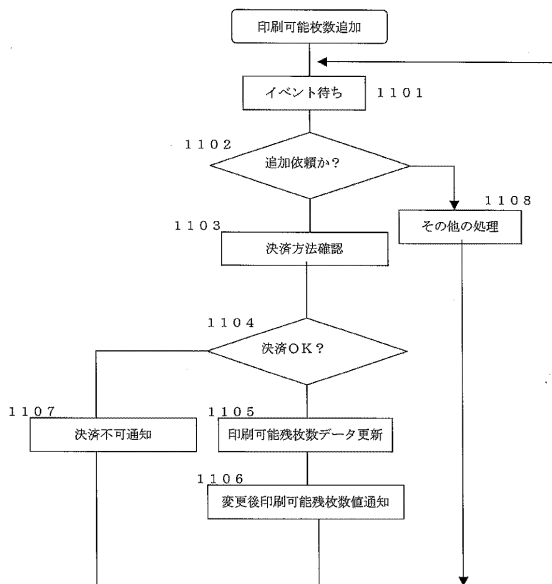 印刷可能枚数追加
イベント待ち
1101
1102
追加依頼か？
1108
その他の処理
1103
決済方法確認
1104
決済OK？
1107
決済不可通知
1105
印刷可能残枚数データ更新
1106
変更後印刷可能残枚数値通知